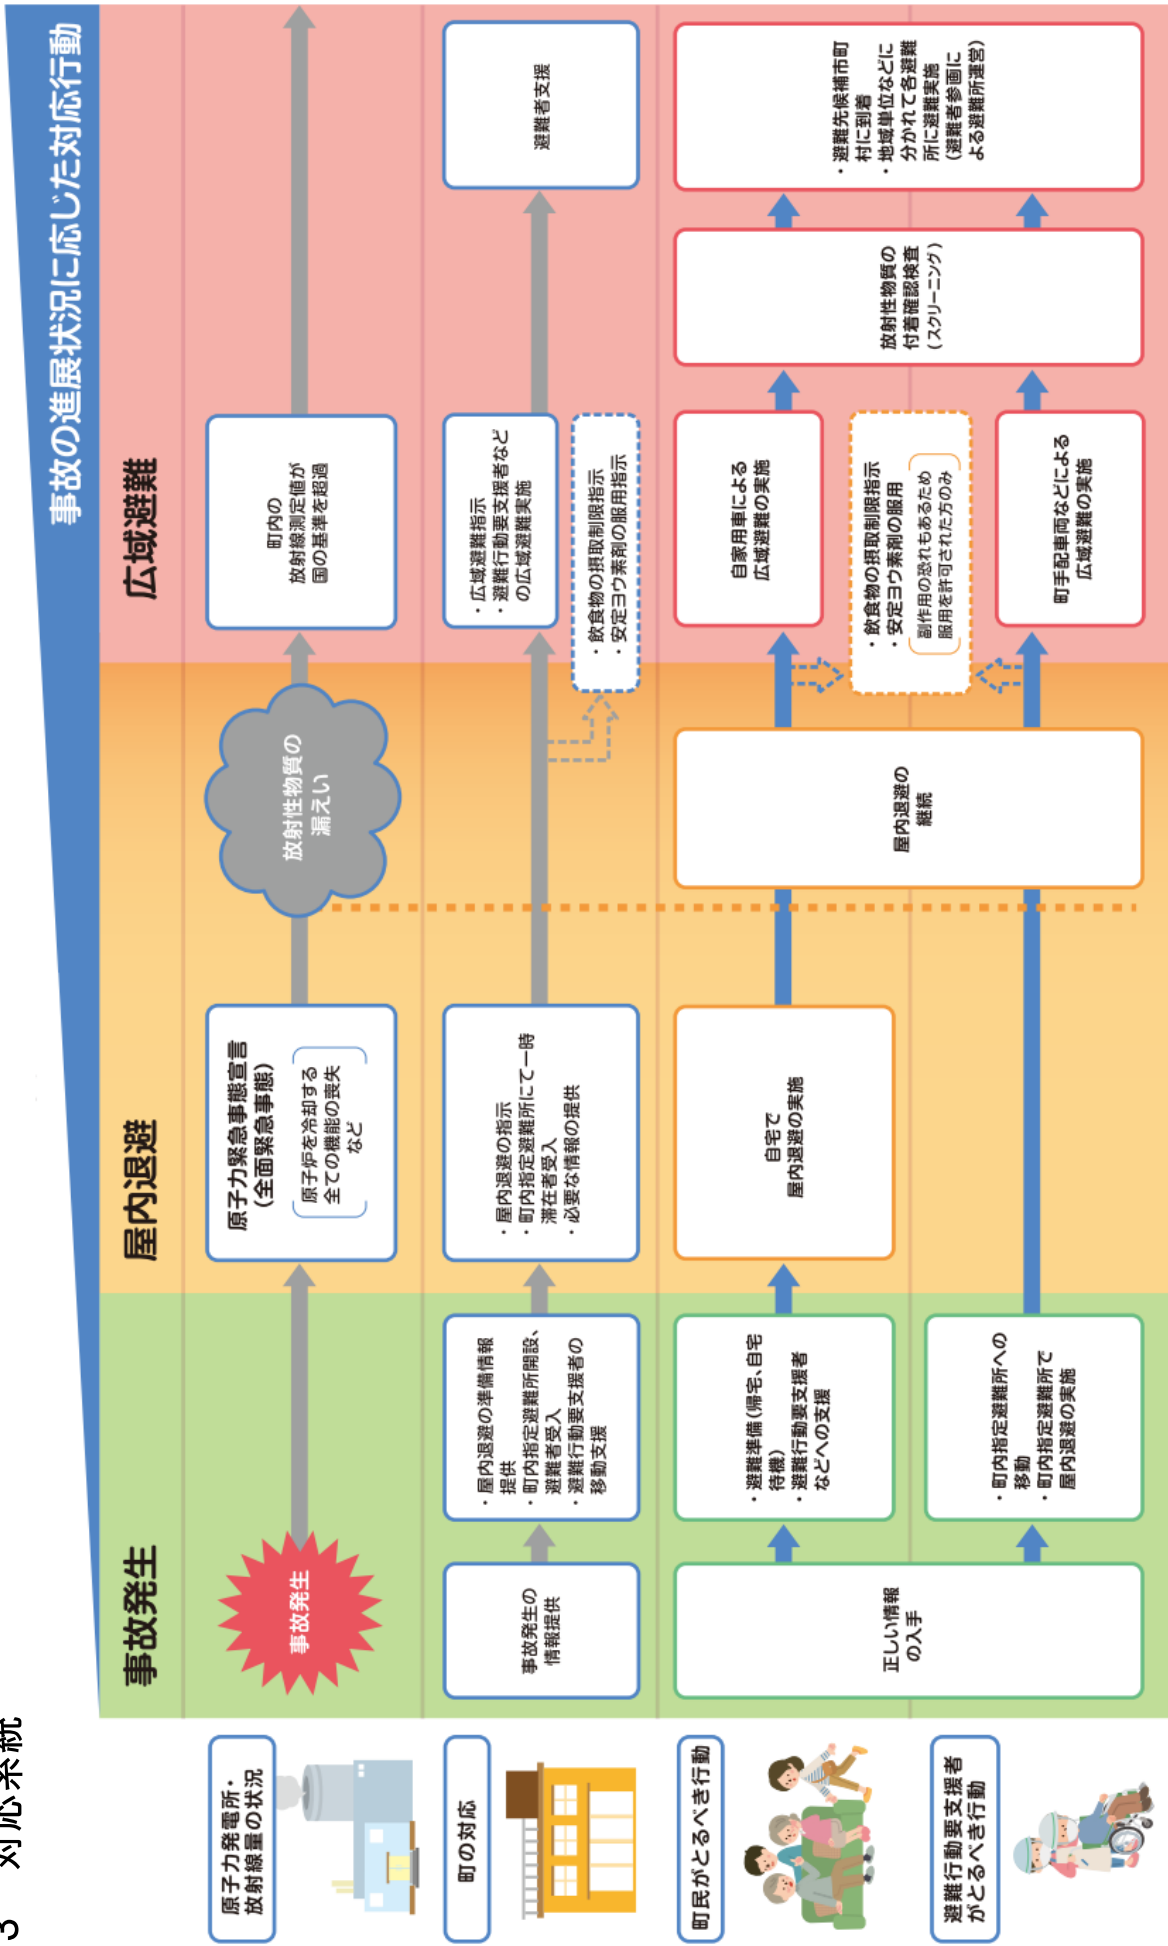 3 対応系統
事故の進展状況に応じた対応行動
事故発生
屋内退避
広域避難
原子力発電所・
放射線量の状況
事故発生
原子力緊急事態宣言
(全面緊急事態)
原子炉を冷却する
全ての機能の喪失
など
放射性物質の
漏えい
町内の
放射線測定値が
国の基準を超過
町の対応
事故発生の
情報提供
・屋内退避の準備情報
提供
・町内指定避難所開設、
避難者受入
・避難行動要支援者の
移動支援
・屋内退避の指示
・町内指定避難所にて一時
滞在者受入
・必要な情報の提供
・広域避難指示
・避難行動要支援者など
の広域避難実施
・飲食物の摂取制限指示
・安定ヨウ素剤の服用指示
避難者支援
町民がとるべき行動
正しい情報
の入手
・避難準備(帰宅、自宅
待機)
・避難行動要支援者
などへの支援
自宅で
屋内退避の実施
屋内退避の
継続
自家用車による
広域避難の実施
・飲食物の摂取制限指示
・安定ヨウ素剤の服用
副作用の恐れもあるため
服用を許可された方のみ
放射性物質の
付着確認検査
(スクリーニング)
・避難先候補市町
村に到着
・地域単位などに
分かれて各避難
所に避難実施
(避難者参画に
よる避難所運営)
避難行動要支援者
がとるべき行動
・町内指定避難所への
移動
・町内指定避難所で
屋内退避の実施
町手配車両などによる
広域避難の実施